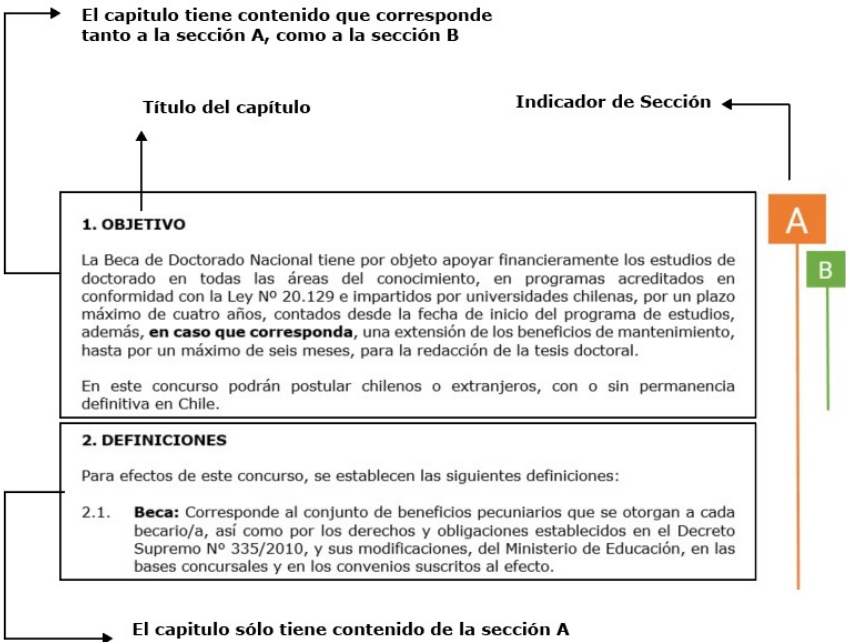 El capitulo tiene contenido que corresponde
tanto a la sección A, como a la sección B
Título del capítulo
Indicador de Sección
A
B
1. OBJETIVO
La Beca de Doctorado Nacional tiene por objeto apoyar financieramente los estudios de
doctorado en todas las áreas del conocimiento, en programas acreditados en
conformidad con la Ley Nº 20.129 e impartidos por universidades chilenas, por un plazo
máximo de cuatro años, contados desde la fecha de inicio del programa de estudios,
además, en caso que corresponda, una extensión de los beneficios de mantenimiento,
hasta por un máximo de seis meses, para la redacción de la tesis doctoral.
En este concurso podrán postular chilenos o extranjeros, con o sin permanencia
definitiva en Chile.
2. DEFINICIONES
Para efectos de este concurso, se establecen las siguientes definiciones:
2.1. Beca: Corresponde al conjunto de beneficios pecuniarios que se otorgan a cada
becario/a, así como por los derechos y obligaciones establecidos en el Decreto
Supremo Nº 335/2010, y sus modificaciones, del Ministerio de Educación, en las
bases concursales y en los convenios suscritos al efecto.
El capitulo sólo tiene contenido de la sección A